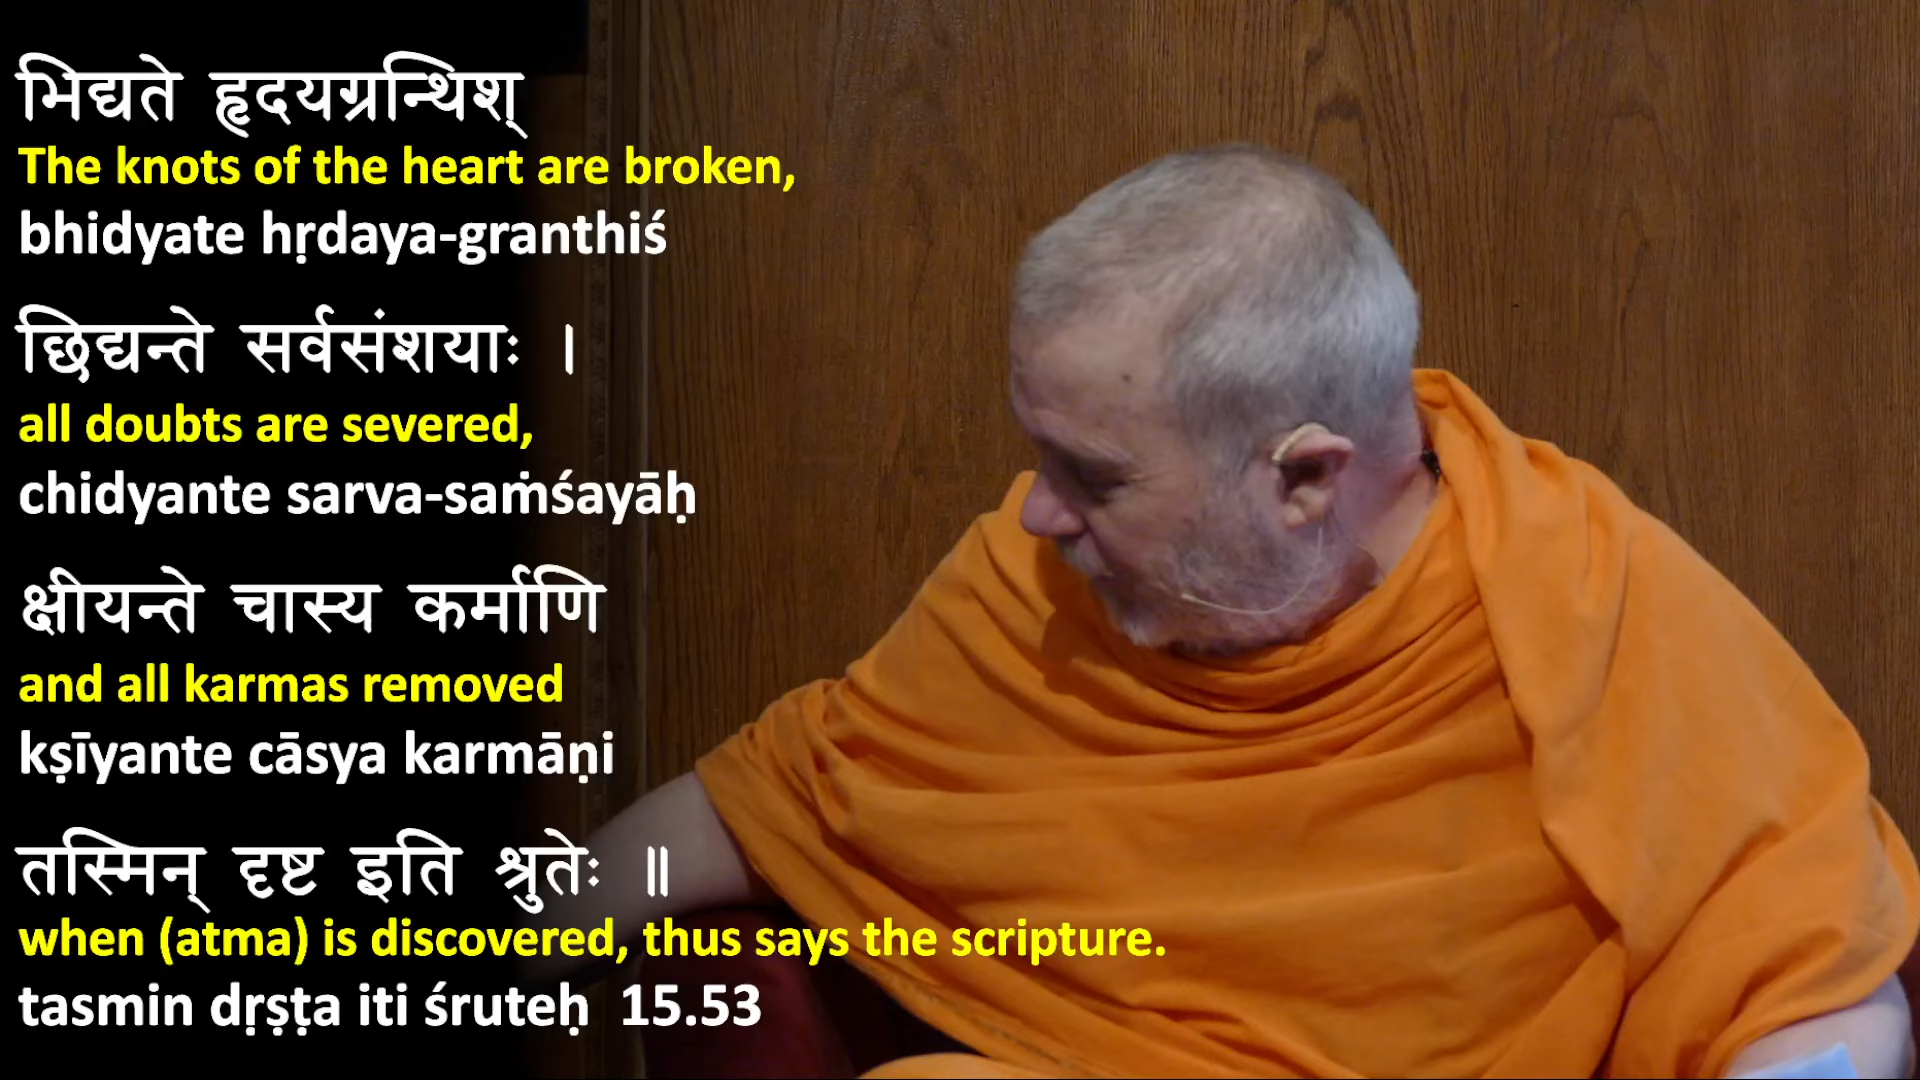 भिद्यते हृदयग्रन्थिश्
The knots of the heart are broken,
bhidyate hṛdaya-granthiś
छिद्यन्ते सर्वसंशयाः ।
all doubts are severed,
chidyante sarva-saṁśayāḥ
क्षीयन्ते चास्य कर्माणि
and all karmas removed
kṣīyante cāsya karmāṇi
तस्मिन् दृष्ट इति श्रुतेः ॥
when (atma) is discovered, thus says the scripture.
tasmin dṛṣṭa iti śruteḥ 15.53